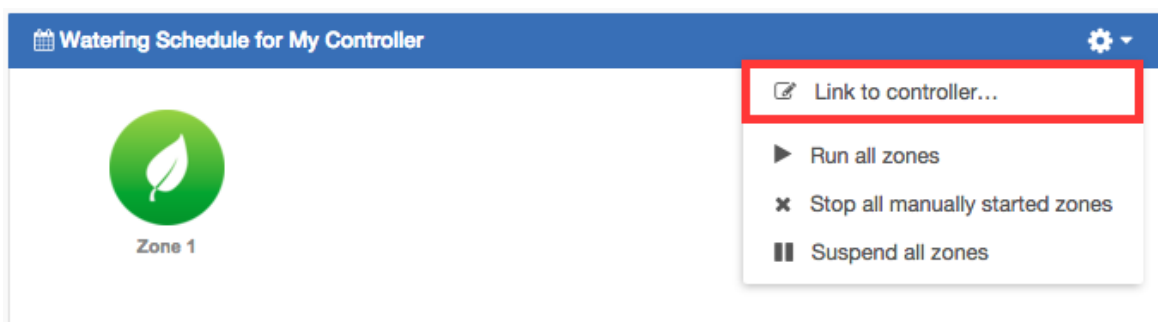 Watering Schedule for My Controller
Link to controller...
Run all zones
Stop all manually started zones
Suspend all zones
Zone 1